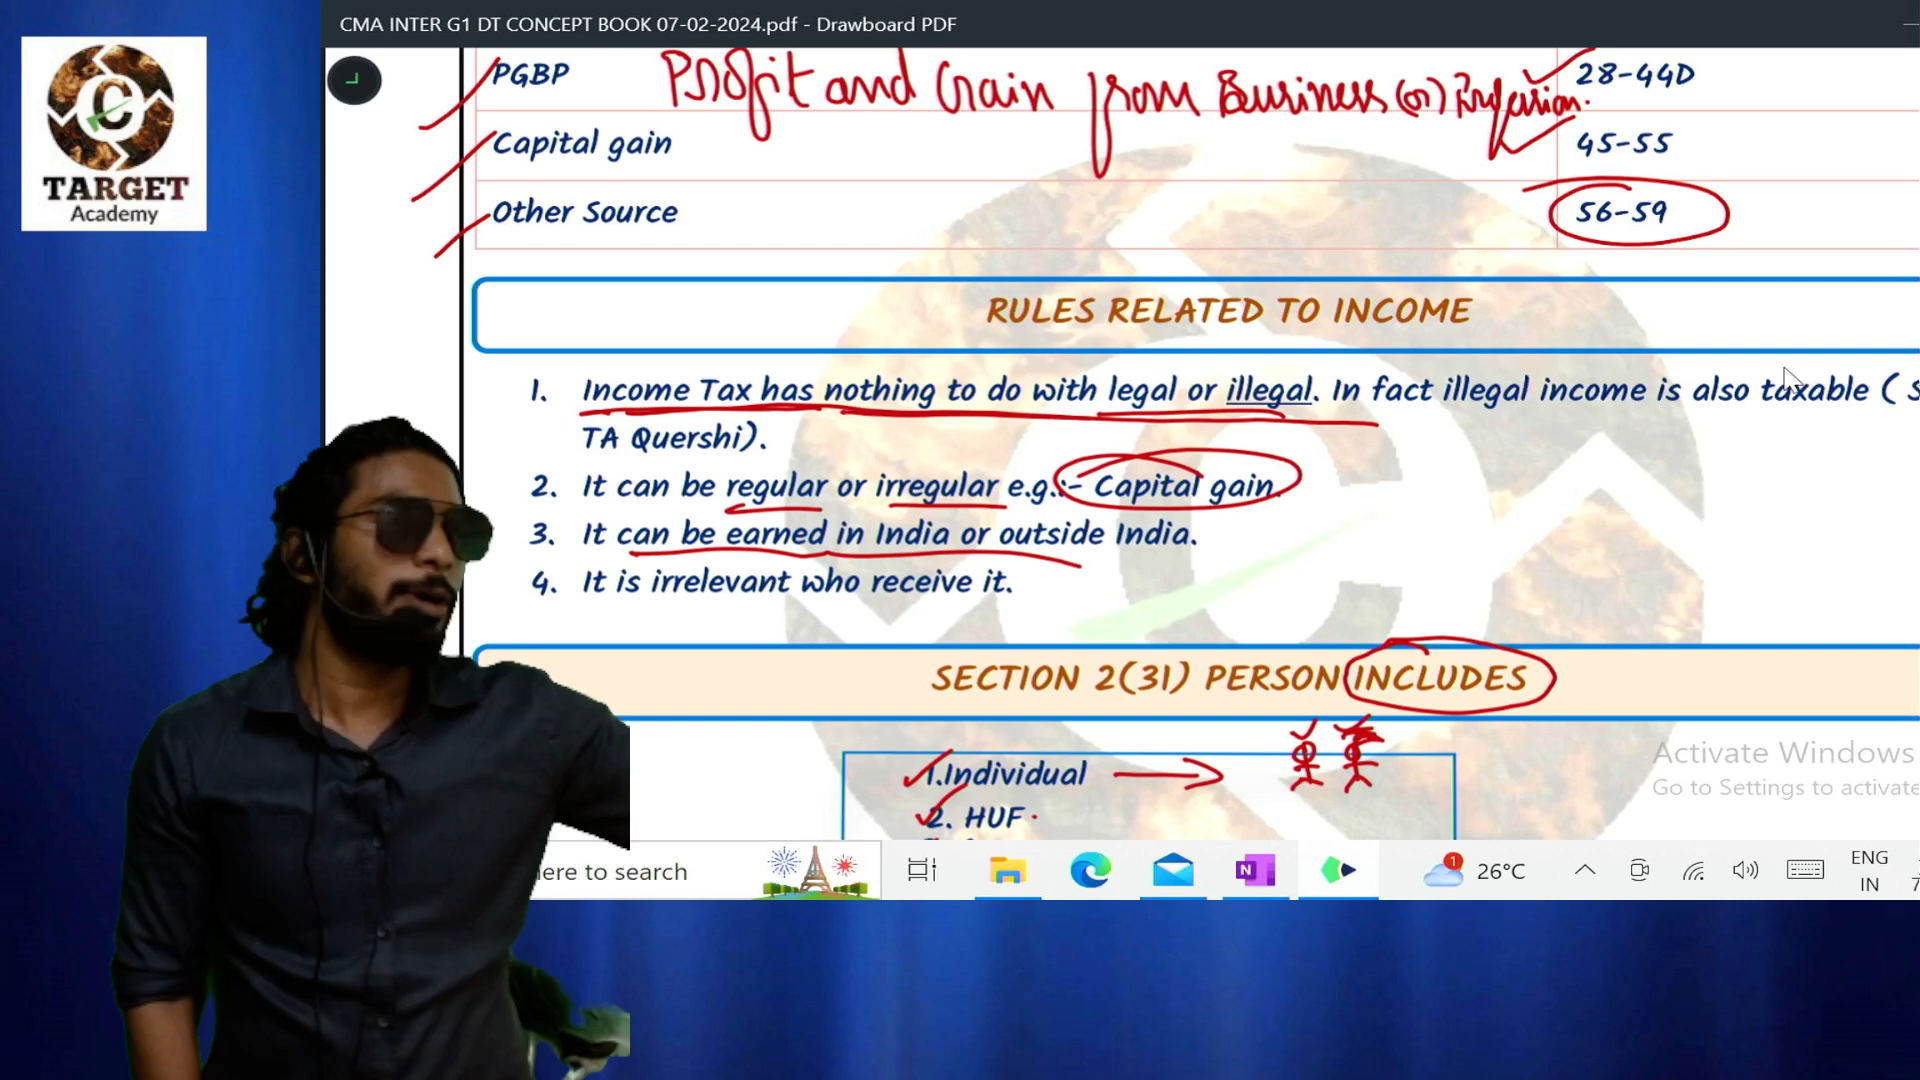 CMA INTER G1 DT CONCEPT BOOK 07-02-2024.pdf - Drawboard PDF
TARGET
Academy
PGBP
Profit and Gain from Business (or) Profession.
28-44D
Capital gain
45-55
Other Source
56-59
RULES RELATED TO INCOME
1. Income Tax has nothing to do with legal or illegal. In fact illegal income is also taxable ( S
TA Quershi).
2. It can be regular or irregular e.g.:- Capital gain.
3. It can be earned in India or outside India.
4. It is irrelevant who receive it.
SECTION 2(31) PERSON INCLUDES
1.Individual
2. HUF
Activate Windows
Go to Settings to activate
here to search
1
26°C
ENG
IN